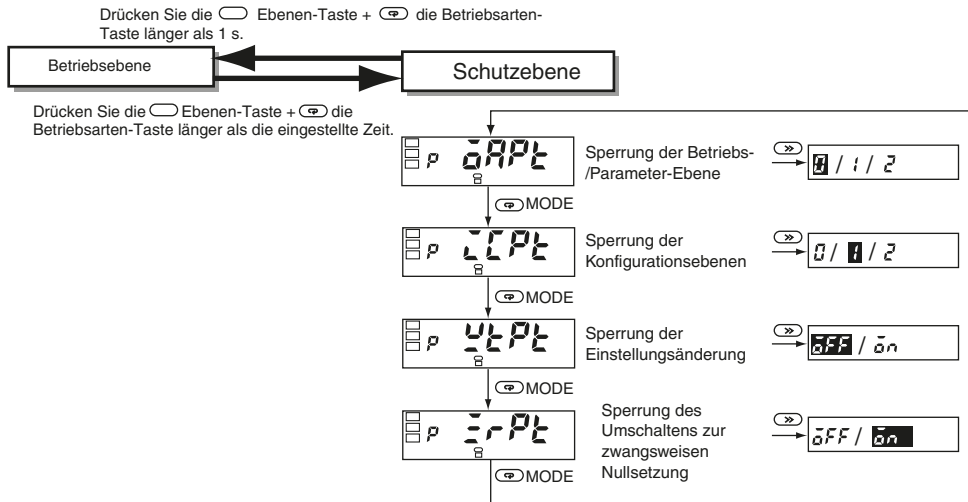 Drücken Sie die Ebenen-Taste + die Betriebsarten-
Taste länger als 1 s.
Betriebsebene
Schutzebene
Drücken Sie die Ebenen-Taste + die
Betriebsarten-Taste länger als die eingestellte Zeit.
p oAPt
Sperrung der Betriebs-
/Parameter-Ebene
0 / 1 / 2
MODE
p iCPt
Sperrung der
Konfigurationsebenen
0 / 1 / 2
MODE
p WtPt
Sperrung der
Einstellungsänderung
oFF / on
MODE
p ZrPt
Sperrung des
Umschaltens zur
zwangsweisen
Nullsetzung
oFF / on
MODE